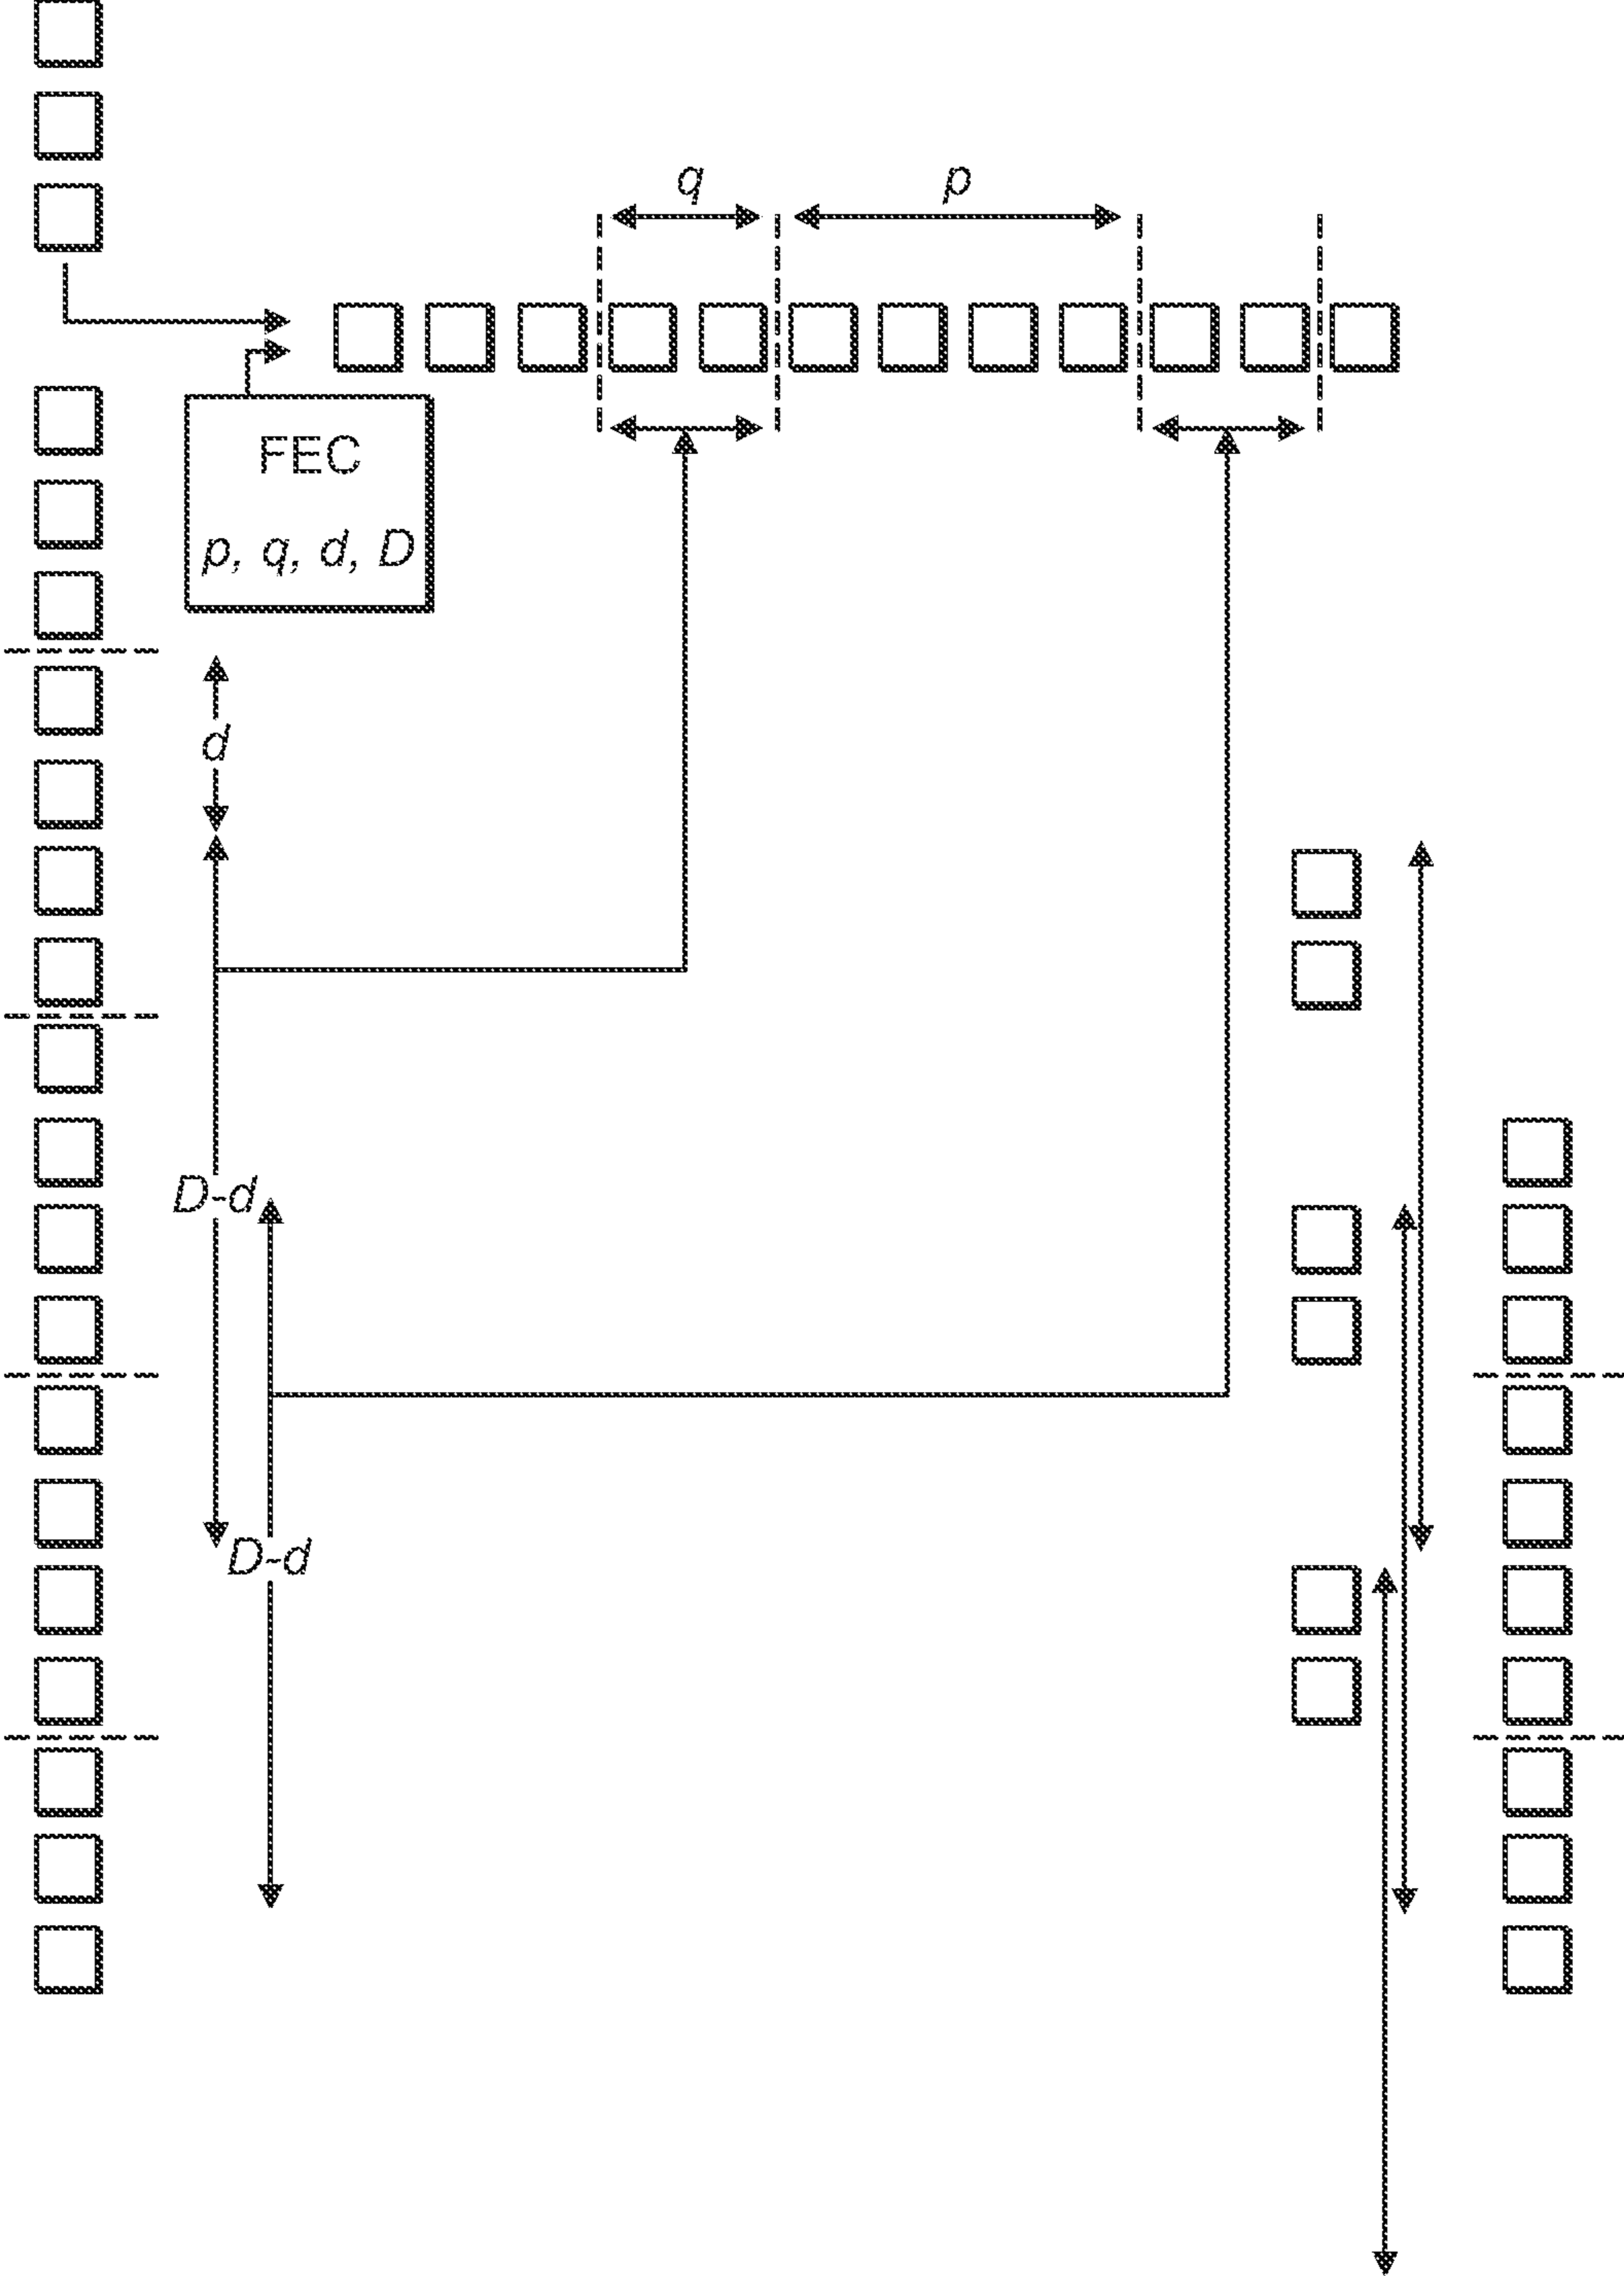 q
p
FEC
p, q, d, D
d
D-d
D-d